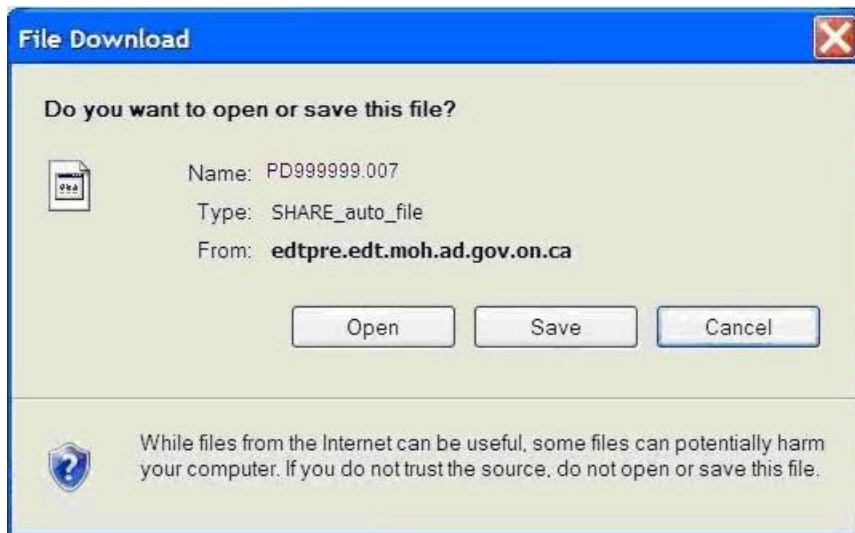 File Download
Do you want to open or save this file?
Name: PD999999.007
Type: SHARE_auto_file
From: edtpre.edt.moh.ad.gov.on.ca
Open Save Cancel
While files from the Internet can be useful, some files can potentially harm
your computer. If you do not trust the source, do not open or save this file.